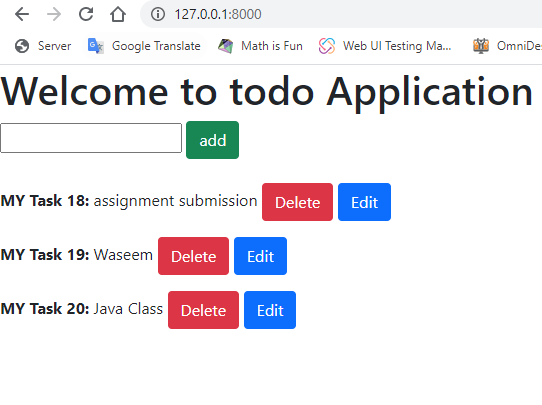 127.0.0.1:8000
Server Google Translate Math is Fun Web UI Testing Ma... OmniDes
Welcome to todo Application
add
MY Task 18: assignment submission Delete Edit
MY Task 19: Waseem Delete Edit
MY Task 20: Java Class Delete Edit